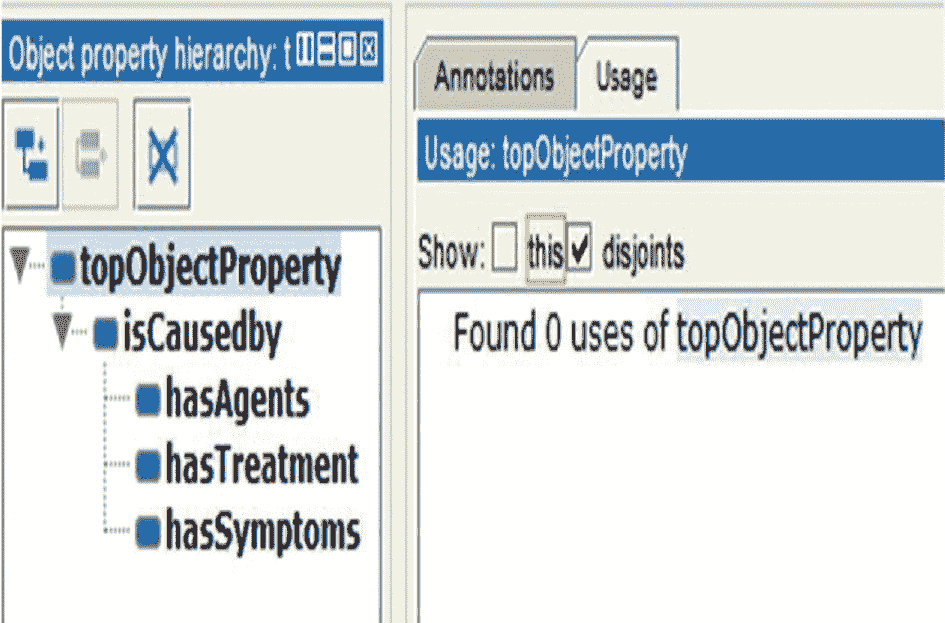 Object property hierarchy: t
Annotations
Usage
Usage: topObjectProperty
Show: this disjoints
topObjectProperty
isCausedby
hasAgents
hasTreatment
hasSymptoms
Found 0 uses of topObjectProperty